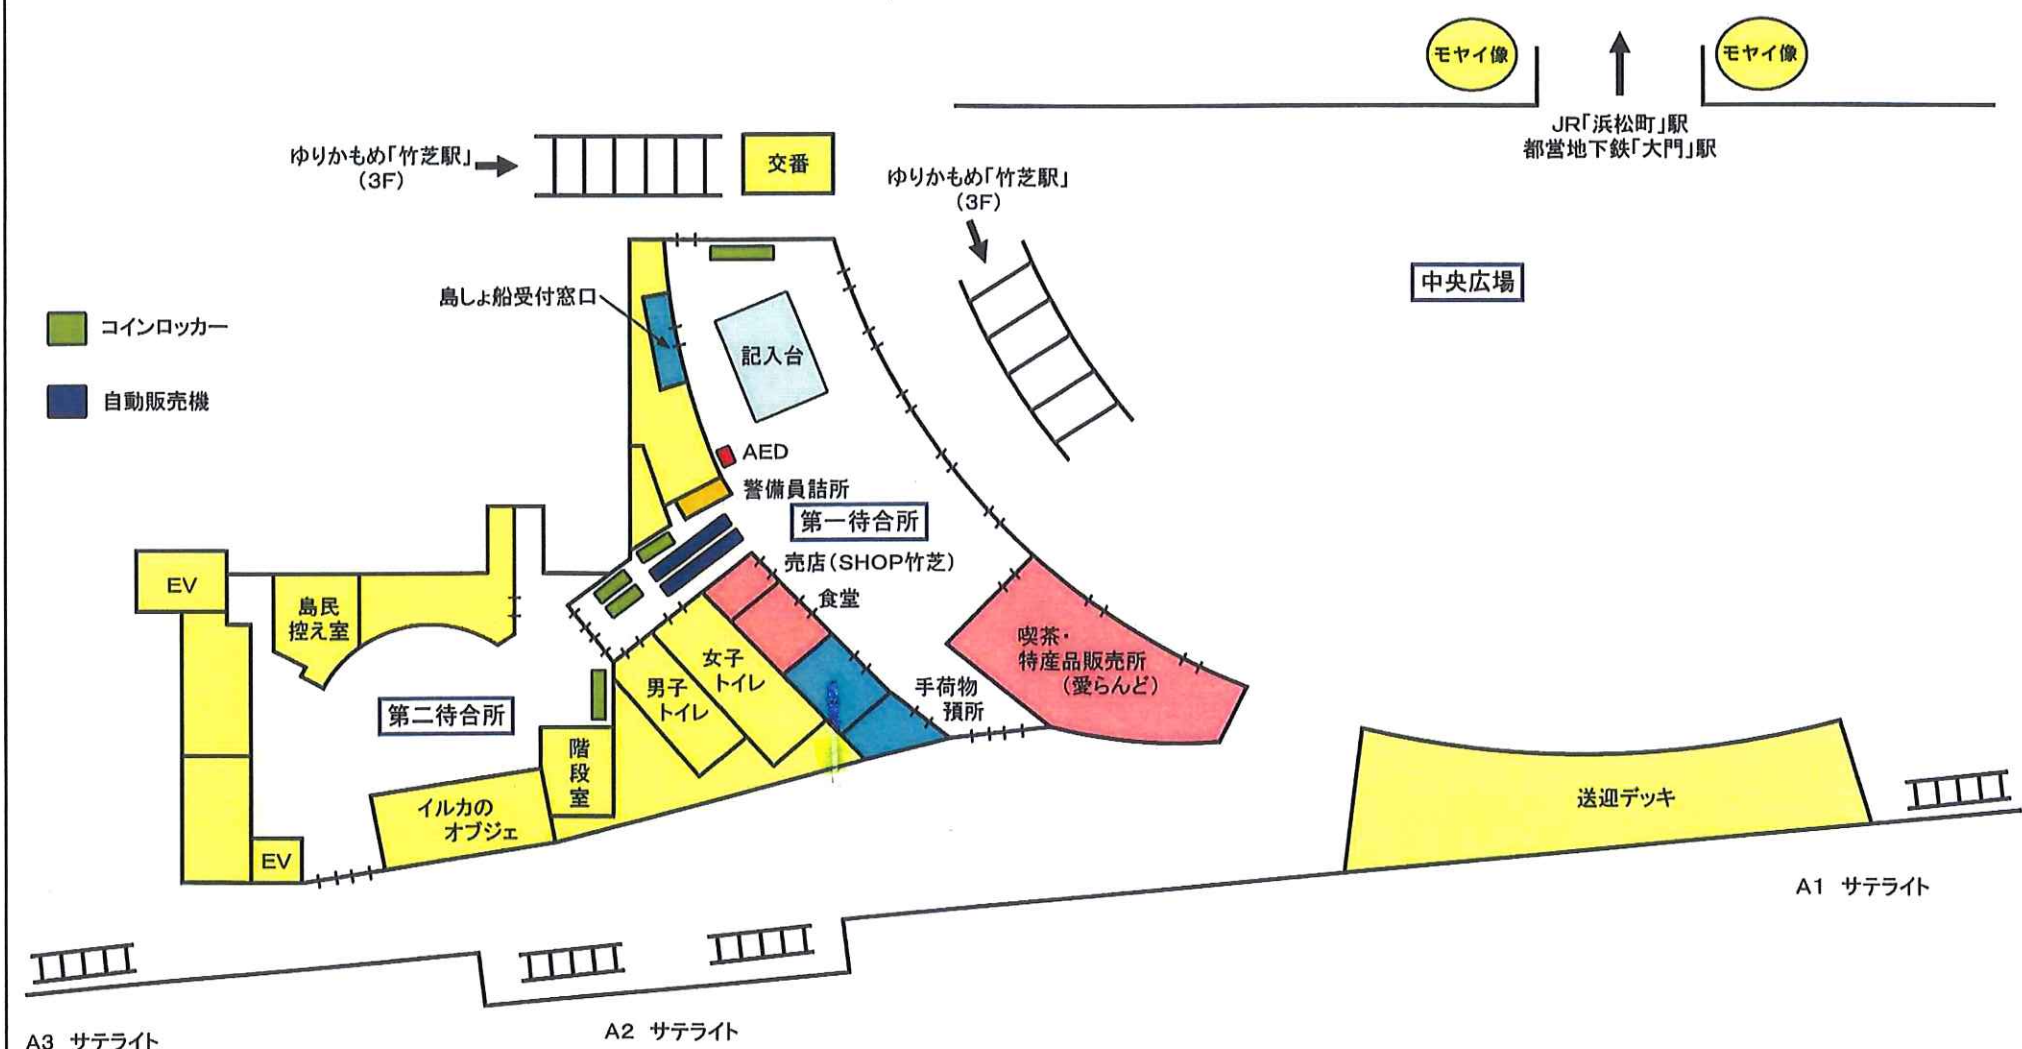 モヤイ像
モヤイ像
JR「浜松町」駅
都営地下鉄「大門」駅
ゆりかもめ「竹芝駅」
(3F)
交番
ゆりかもめ「竹芝駅」
(3F)
中央広場
島しょ船受付窓口
コインロッカー
自動販売機
記入台
AED
警備員詰所
第一待合所
売店(SHOP竹芝)
食堂
EV
島民
控え室
喫茶・
特産品販売所
(愛らんど)
女子
トイレ
男子
トイレ
手荷物
預所
第二待合所
階
段
室
イルカの
オブジェ
EV
送迎デッキ
A1 サテライト
A2 サテライト
A3 サテライト